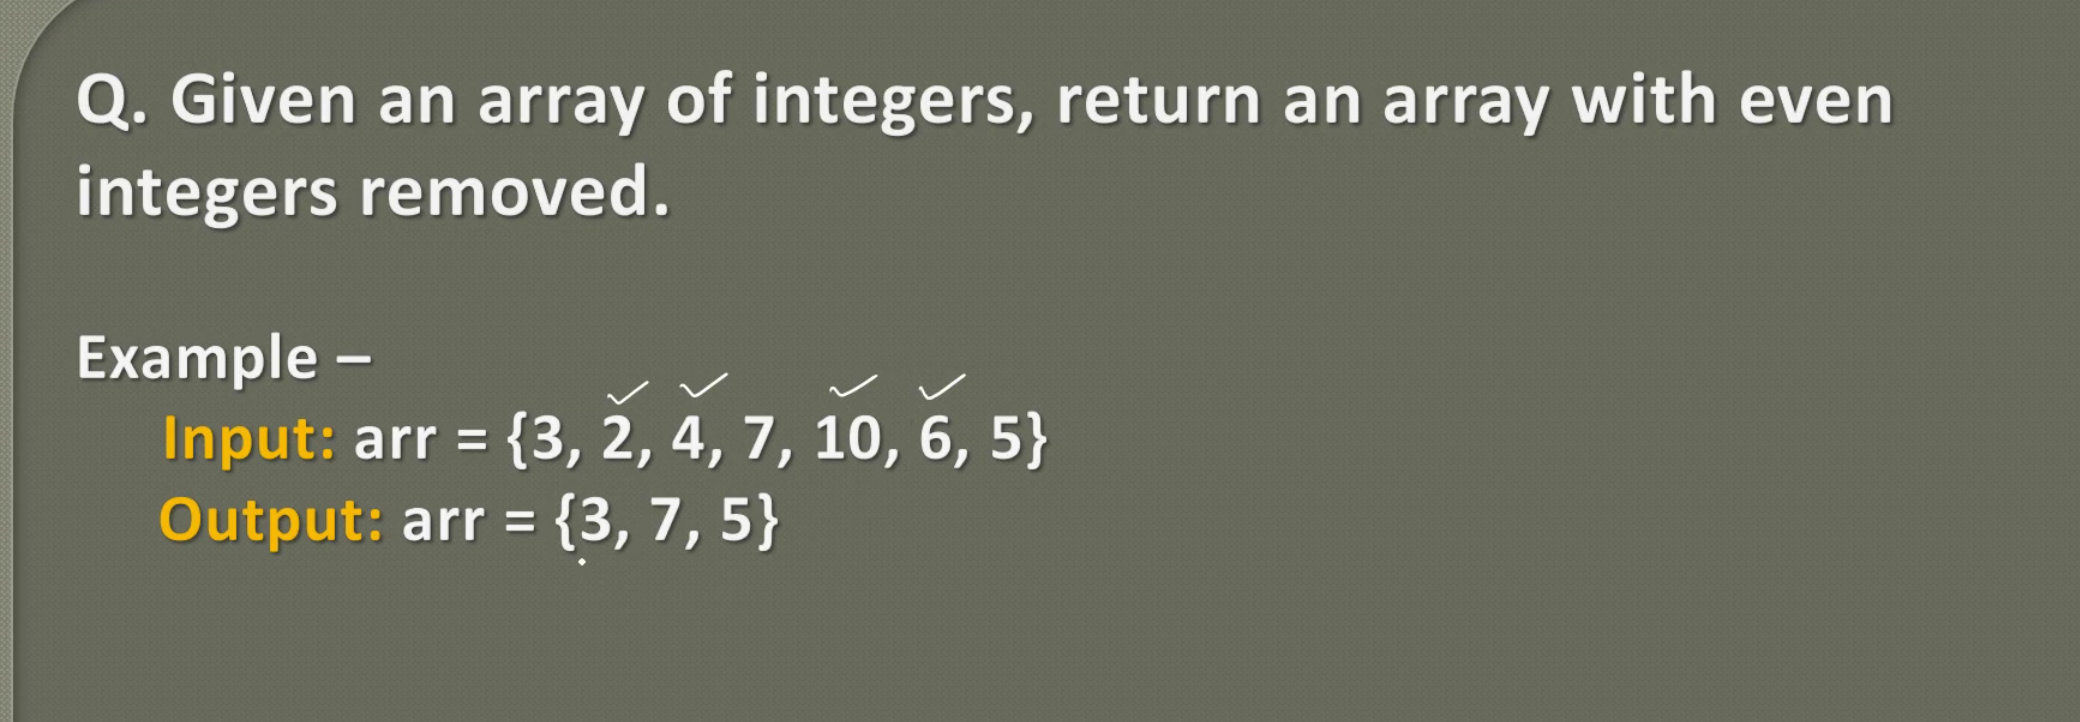 Q. Given an array of integers, return an array with even
integers removed.
Example –
Input: arr = {3, 2, 4, 7, 10, 6, 5}
Output: arr = {3, 7, 5}